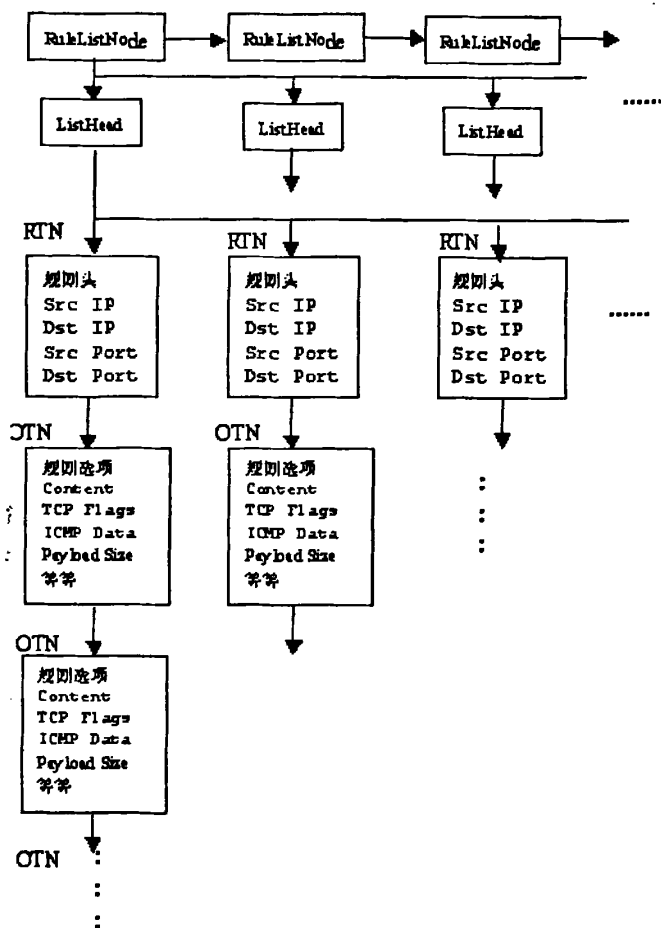 RuleListNode RuleListNode RuleListNode
ListHead ListHead ListHead
......
RTN RTN RTN
规则头 规则头 规则头
Src IP Src IP Src IP
Dst IP Dst IP Dst IP
Src Port Src Port Src Port
Dst Port Dst Port Dst Port
......
OTN OTN
规则选项 规则选项
Content Content
TCP Flags TCP Flags
ICMP Data ICMP Data
Payload Size Payload Size
等等 等等
OTN
规则选项
Content
TCP Flags
ICMP Data
Payload Size
等等
OTN